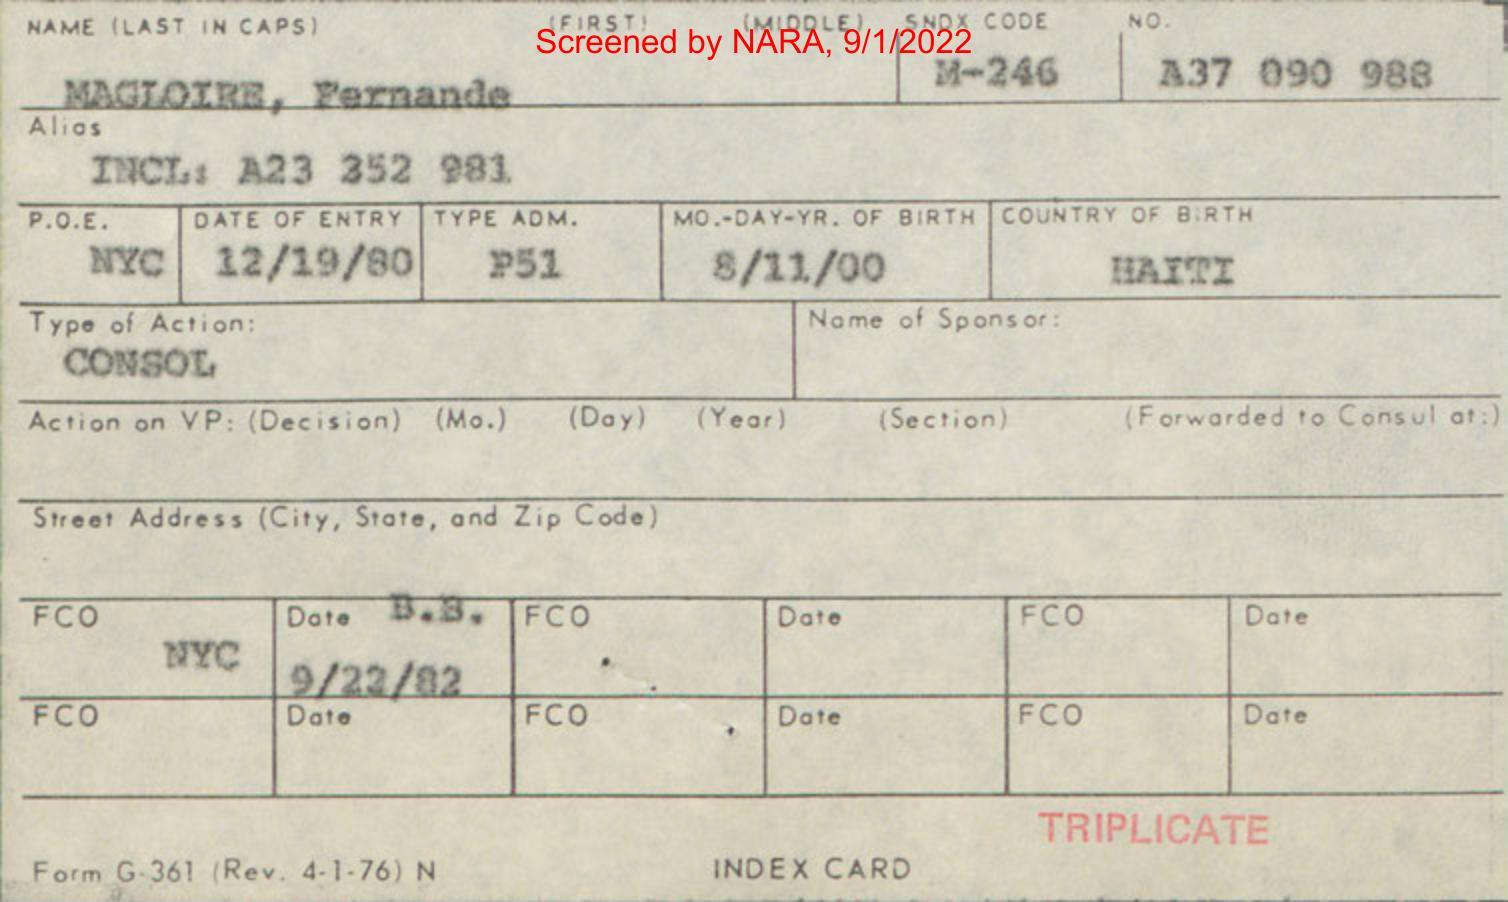 NAME (LAST IN CAPS) (FIRST) (MIDDLE) SNDX CODE NO.
Screened by NARA, 9/1/2022
MAGLOIRE, Fernande M-246 A37 090 988
Alias
INCL: A23 252 981
P.O.E. DATE OF ENTRY TYPE ADM. MO.-DAY-YR. OF BIRTH COUNTRY OF BIRTH
NYC 12/19/80 P51 8/11/00 HAITI
Type of Action: Name of Sponsor:
CONSOL
Action on VP: (Decision) (Mo.) (Day) (Year) (Section) (Forwarded to Consul at:)
Street Address (City, State, and Zip Code)
FCO Date B.B. FCO Date FCO Date
NYC 9/22/82
FCO Date FCO Date FCO Date
TRIPLICATE
Form G-361 (Rev. 4-1-76) N INDEX CARD